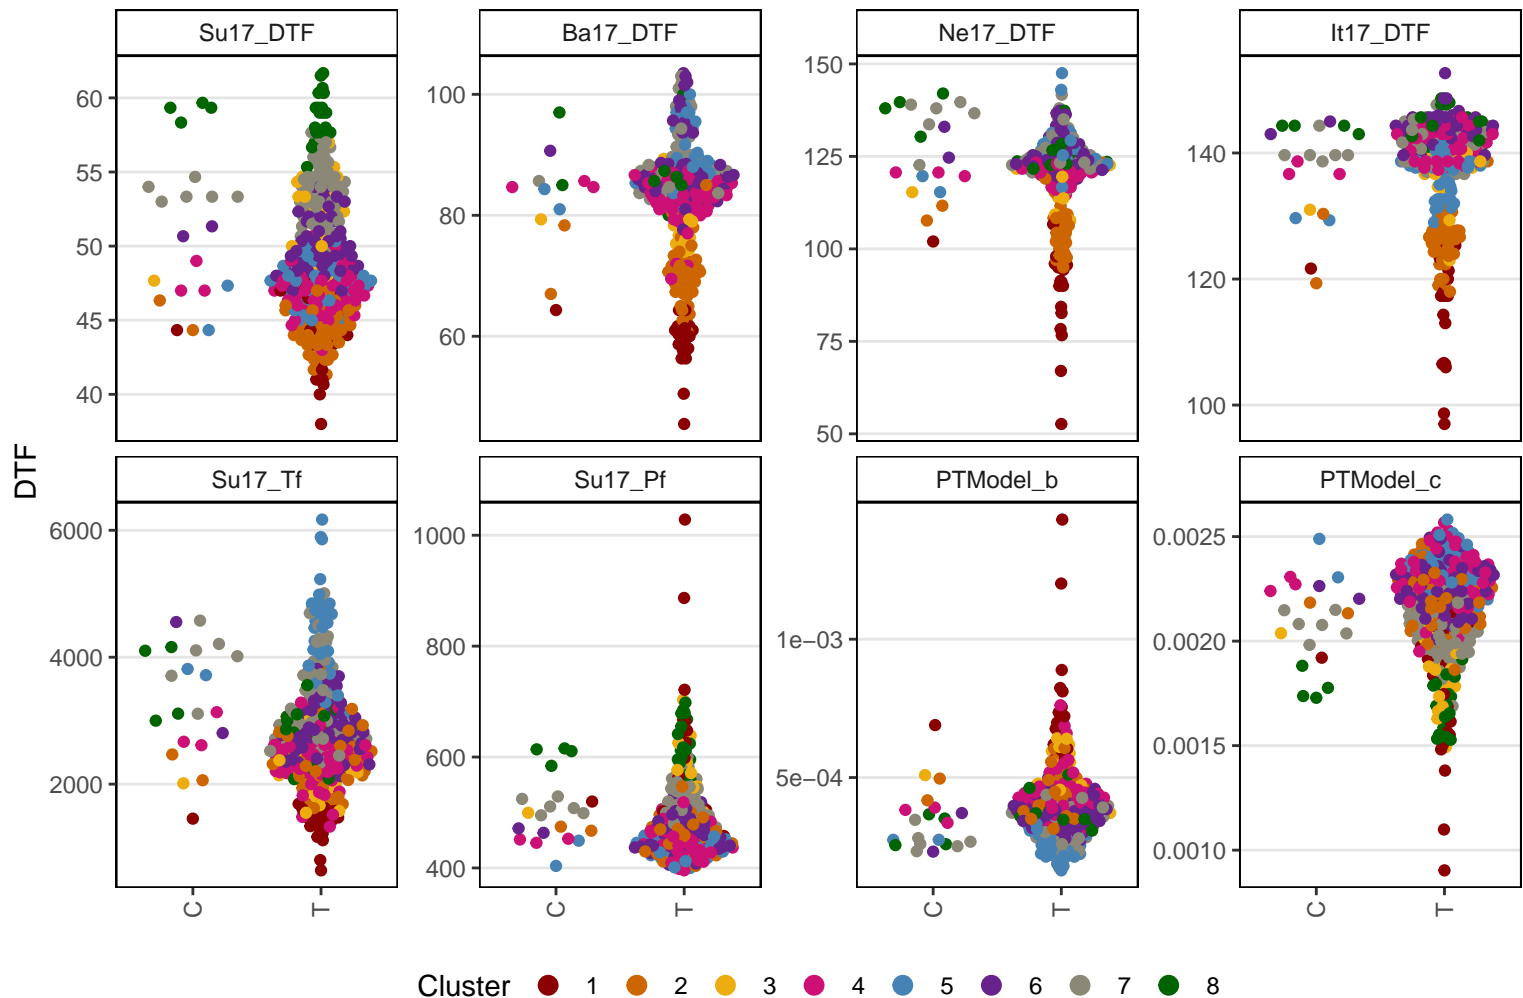 Su17_DTF
Ba17_DTF
Ne17_DTF
It17_DTF
60
55
50
45
40
100
80
60
150
125
100
75
50
140
120
100
DTF
Su17_Tf
Su17_Pf
PTModel_b
PTModel_c
6000
4000
2000
1000
800
600
400
1e−03
5e−04
0.0025
0.0020
0.0015
0.0010
C T
C T
C T
C T
Cluster 1 2 3 4 5 6 7 8